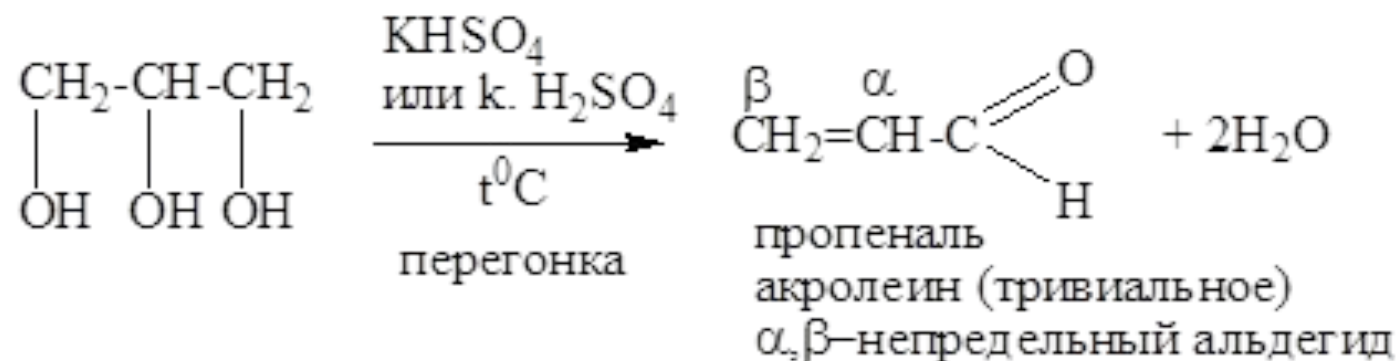 CH₂-CH-CH₂
OH OH OH
KHSO₄
или k. H₂SO₄
t⁰C
перегонка
β α
CH₂=CH-C
O
H
+ 2H₂O
пропеналь
акролеин (тривиальное)
α,β–непредельный альдегид